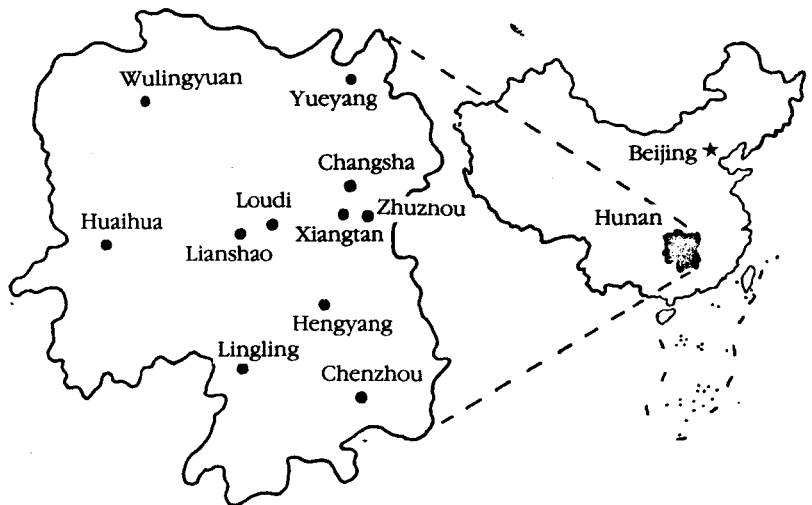 Wulingyuan
Yueyang
Changsha
Loudi
Zhuznou
Huaihua
Xiangtan
Lianshao
Hengyang
Lingling
Chenzhou
Beijing
Hunan